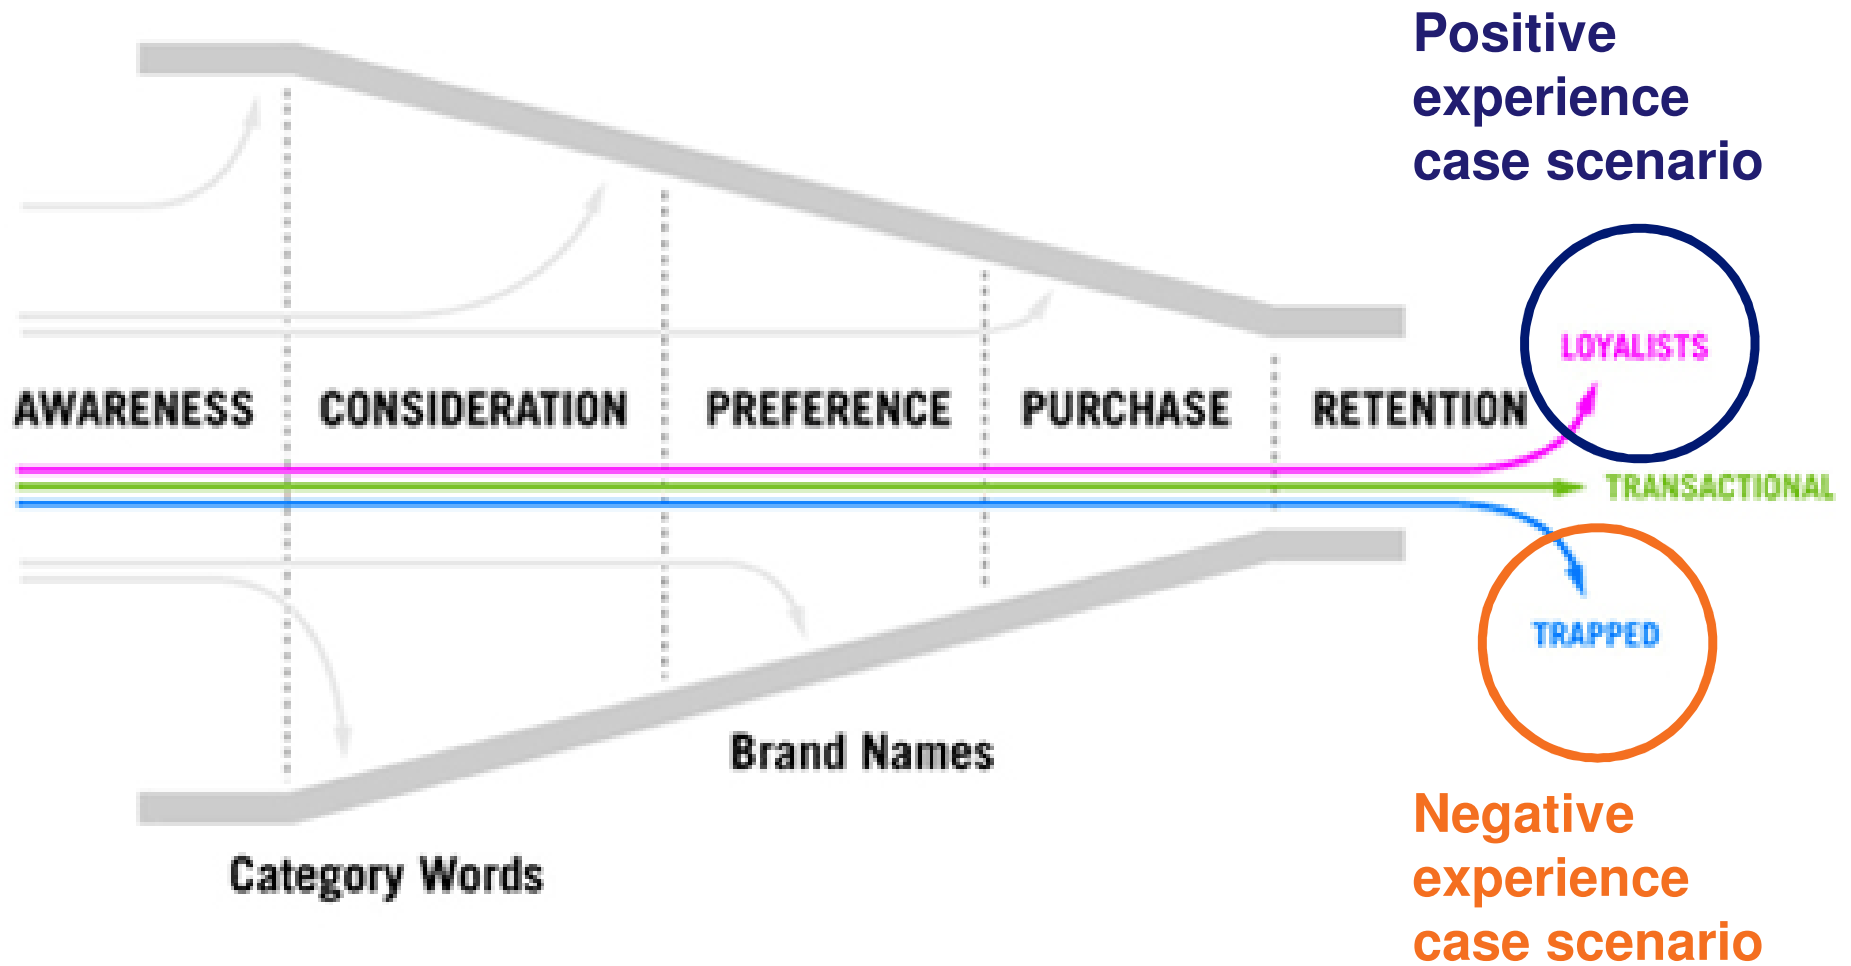 Positive
experience
case scenario
LOYALISTS
AWARENESS CONSIDERATION PREFERENCE PURCHASE RETENTION
TRANSACTIONAL
TRAPPED
Brand Names
Negative
experience
case scenario
Category Words